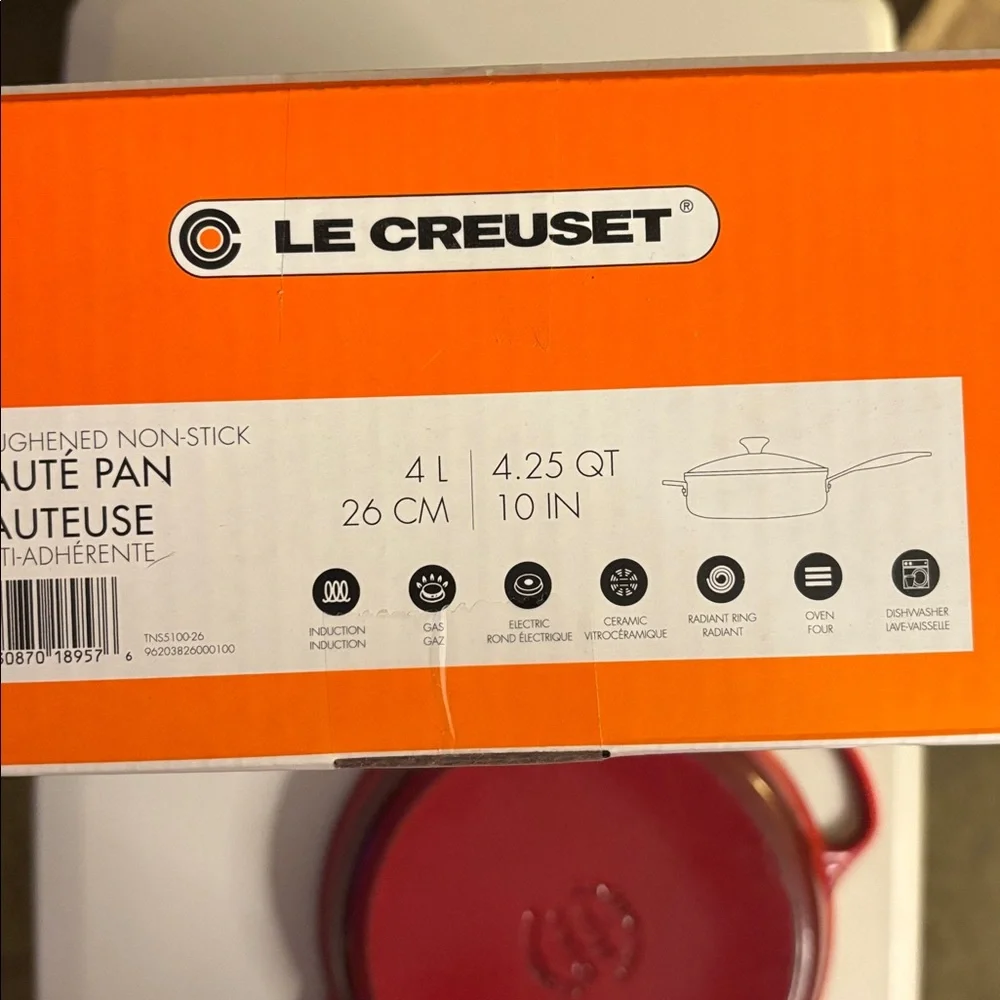 LE CREUSET®
UGHENED NON-STICK
AUTÉ PAN
AUTEUSE
TI-ADHÉRENTE
4 L
26 CM
4.25 QT
10 IN
INDUCTION
INDUCTION
GAS
GAZ
ELECTRIC
ROND ÉLECTRIQUE
CERAMIC
VITROCÉRAMIQUE
RADIANT RING
RADIANT
OVEN
FOUR
DISHWASHER
LAVE-VAISSELLE
TNS5100-26
96203826000100
30870 18957 6